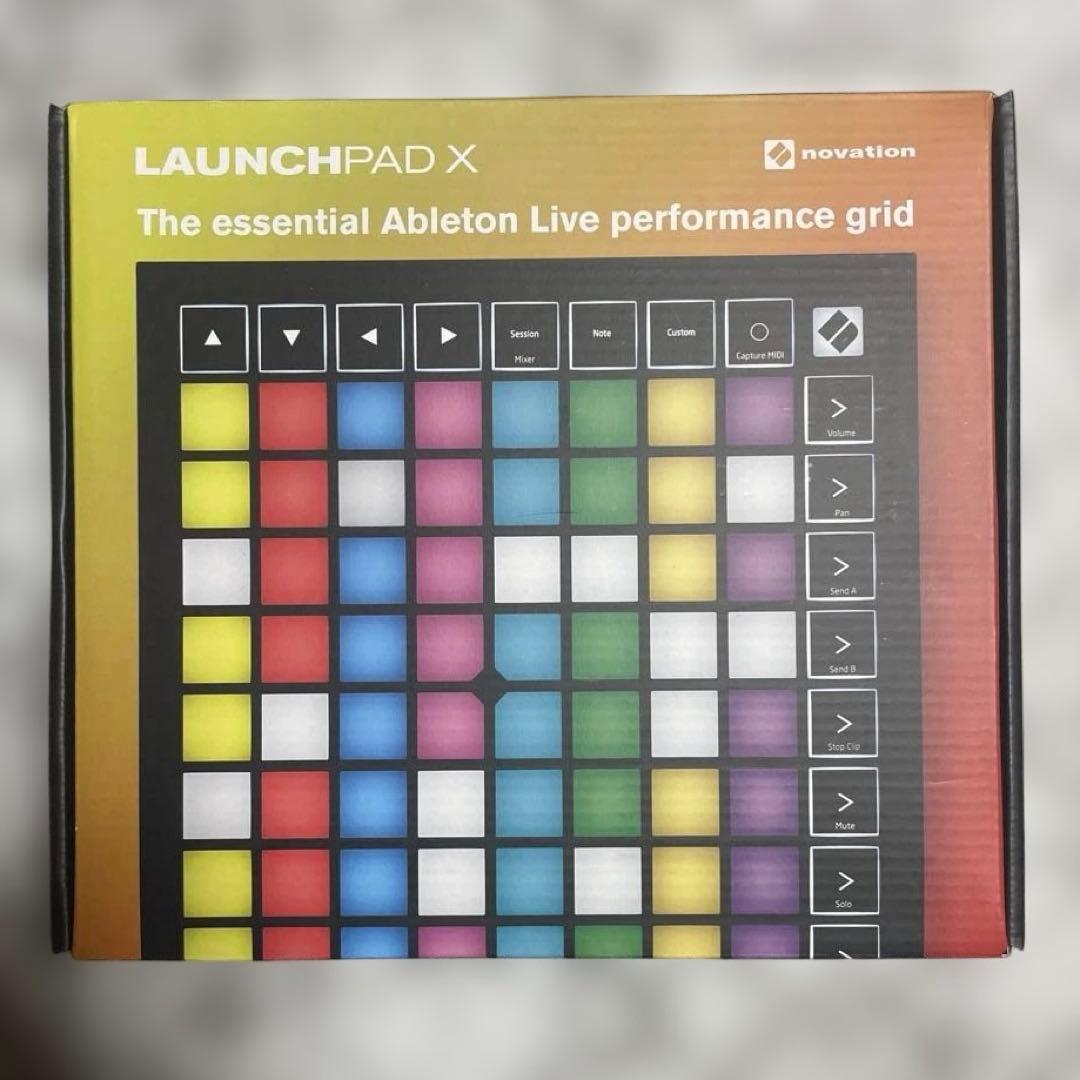 LAUNCHPAD X
novation
The essential Ableton Live performance grid
Session
Mixer
Note
Custom
Capture MIDI
Volume
Pan
Send A
Send B
Stop Clip
Mute
Solo